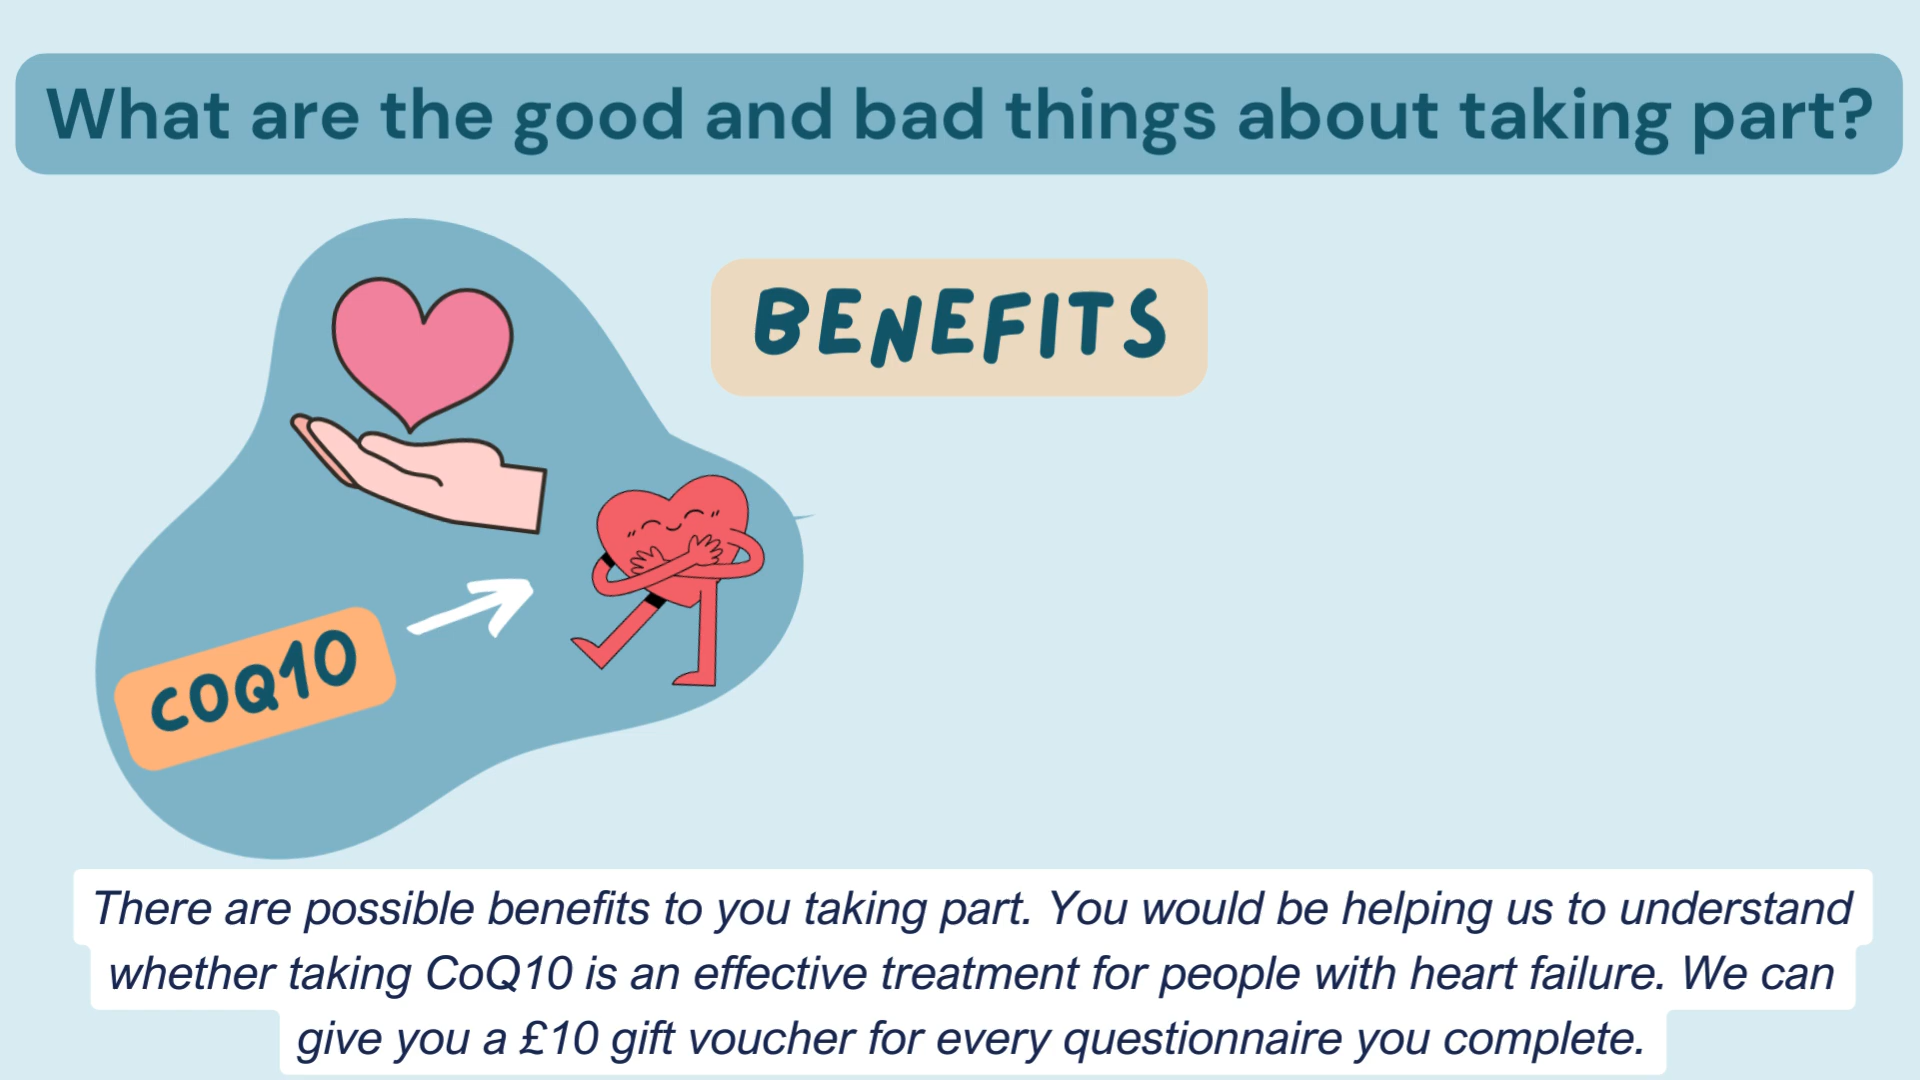 What are the good and bad things about taking part?
BENEFITS
COQ10
There are possible benefits to you taking part. You would be helping us to understand
whether taking CoQ10 is an effective treatment for people with heart failure. We can
give you a £10 gift voucher for every questionnaire you complete.